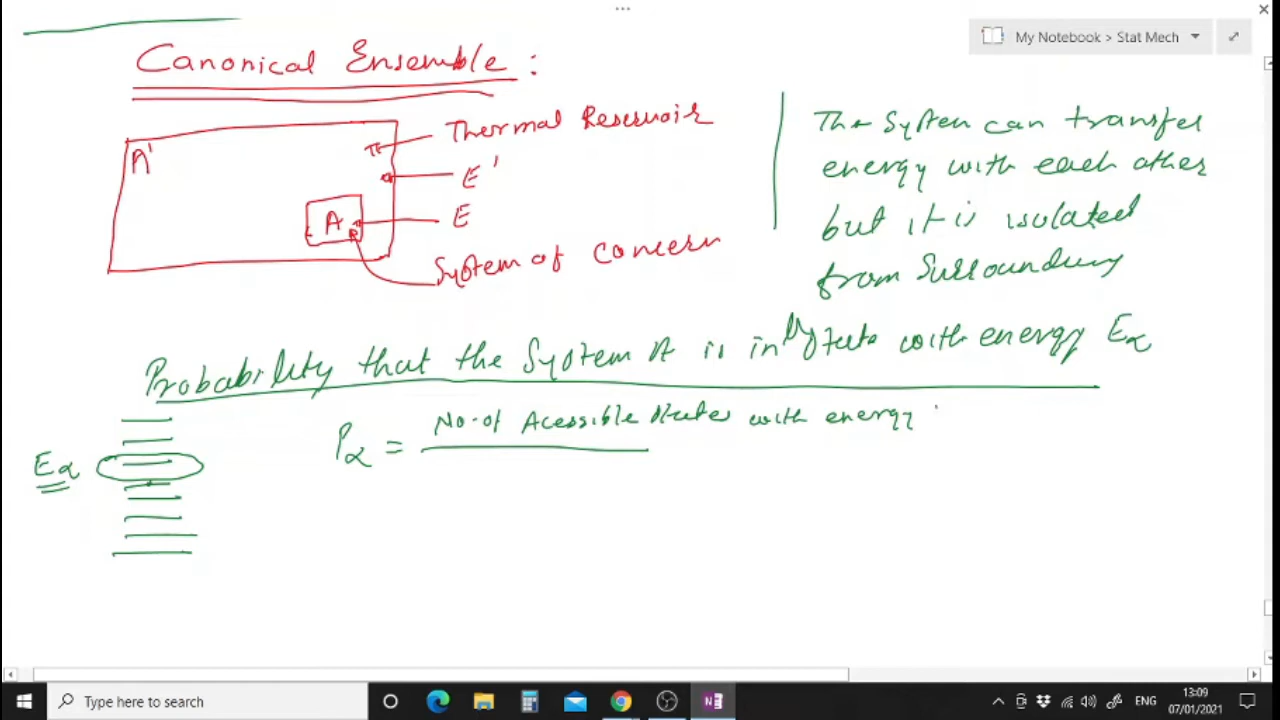 My Notebook > Stat Mech
Canonical Ensemble :
A'
Thermal Reservoir
E'
A
E
System of concern
The System can transfer
energy with each other
but it is isolated
from Surrounding
Probability that the System A is in State with energy Eα
Eα
Pα = No. of Acessible States with energy
Type here to search
ENG
13:09
07/01/2021